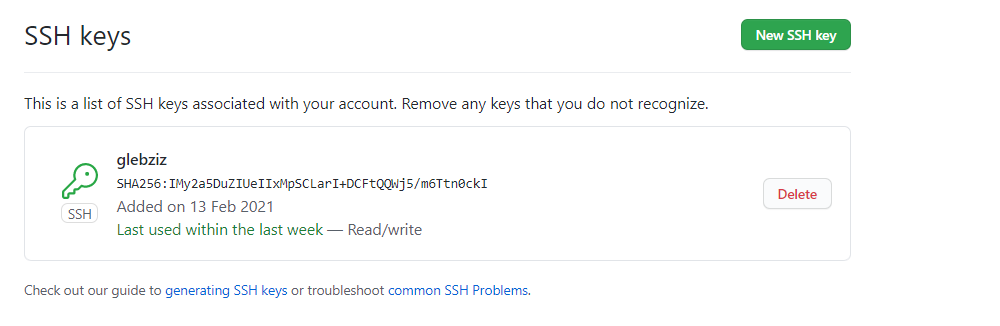 SSH keys
New SSH key
This is a list of SSH keys associated with your account. Remove any keys that you do not recognize.
glebziz
SHA256:IMy2a5DuZIUeIIxMpSCLarI+DCFtQQWj5/m6Ttn0ckI
SSH
Added on 13 Feb 2021
Last used within the last week — Read/write
Delete
Check out our guide to generating SSH keys or troubleshoot common SSH Problems.